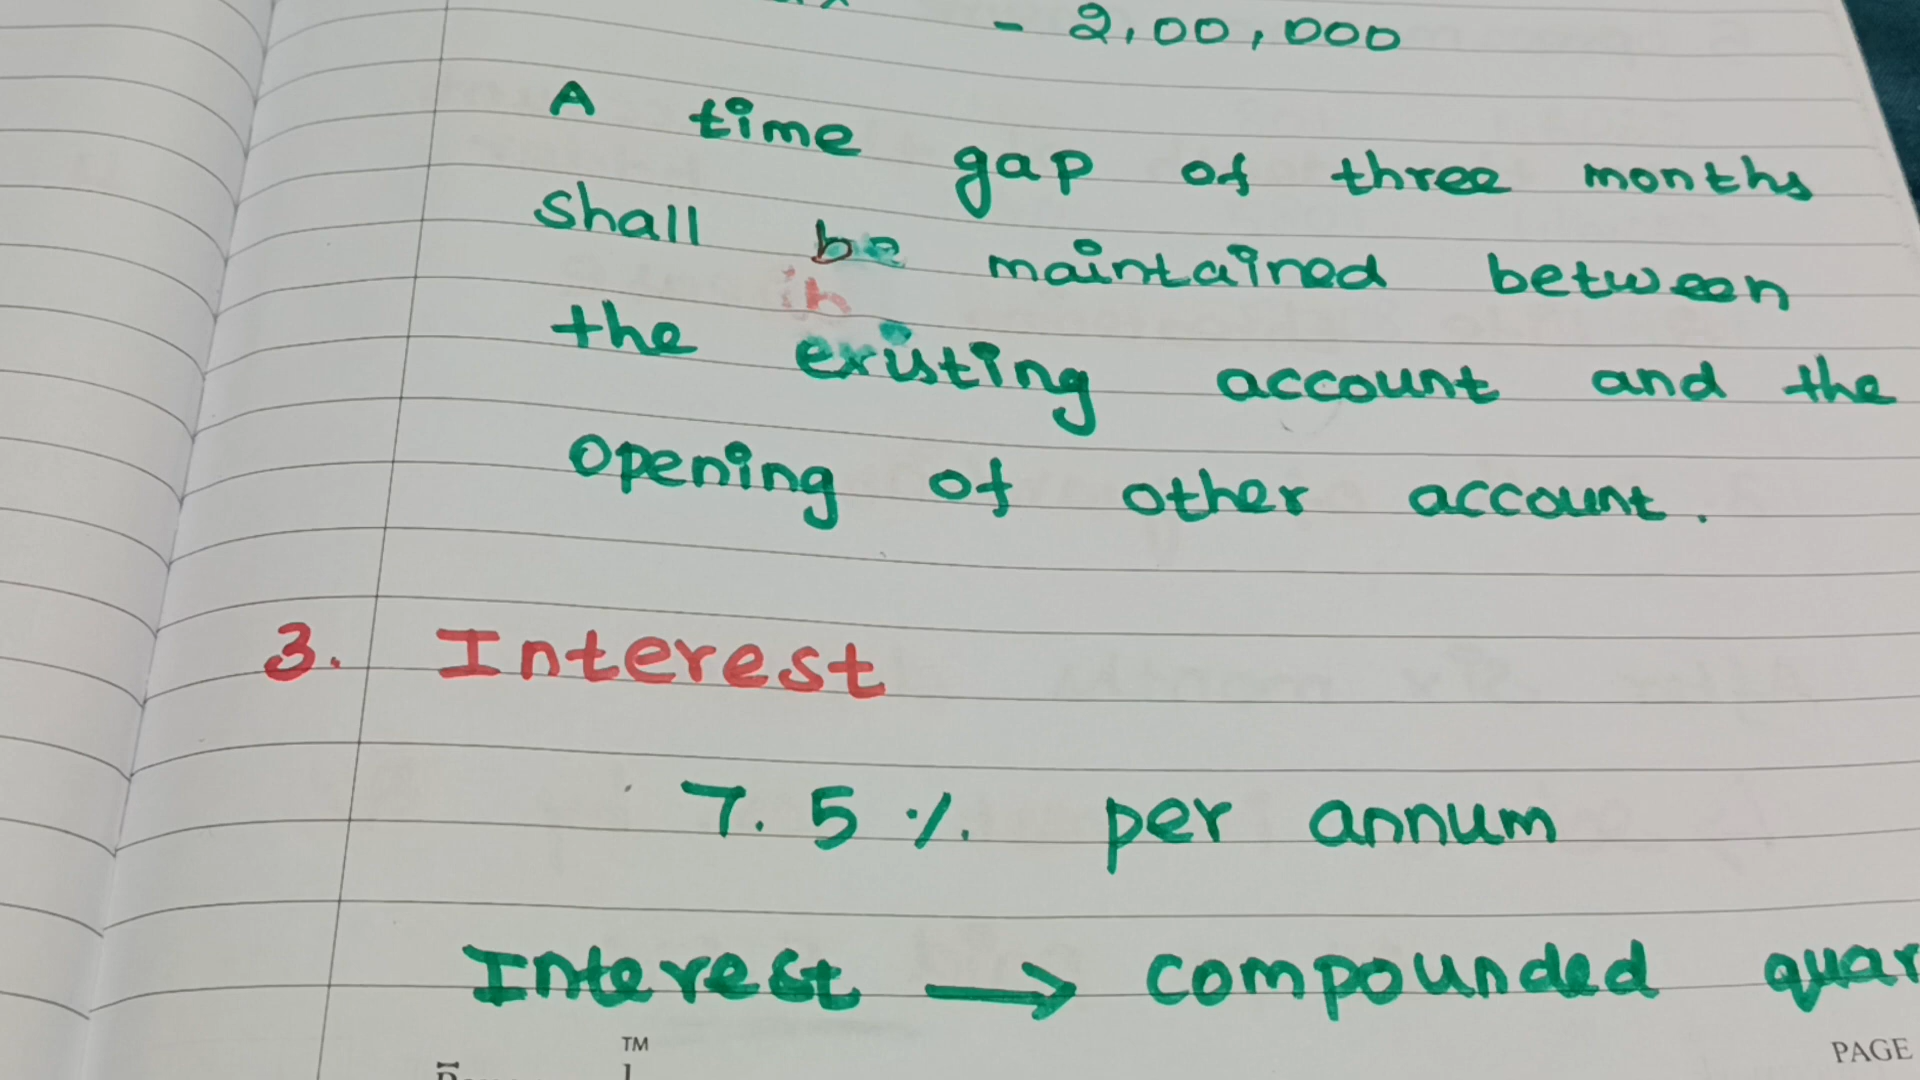 - 2,00,000
A time gap of three months
shall be maintained between
in
the existing account and the
opening of other account.
3. Interest
7.5 % per annum
Interest → compounded
TM
PAGE